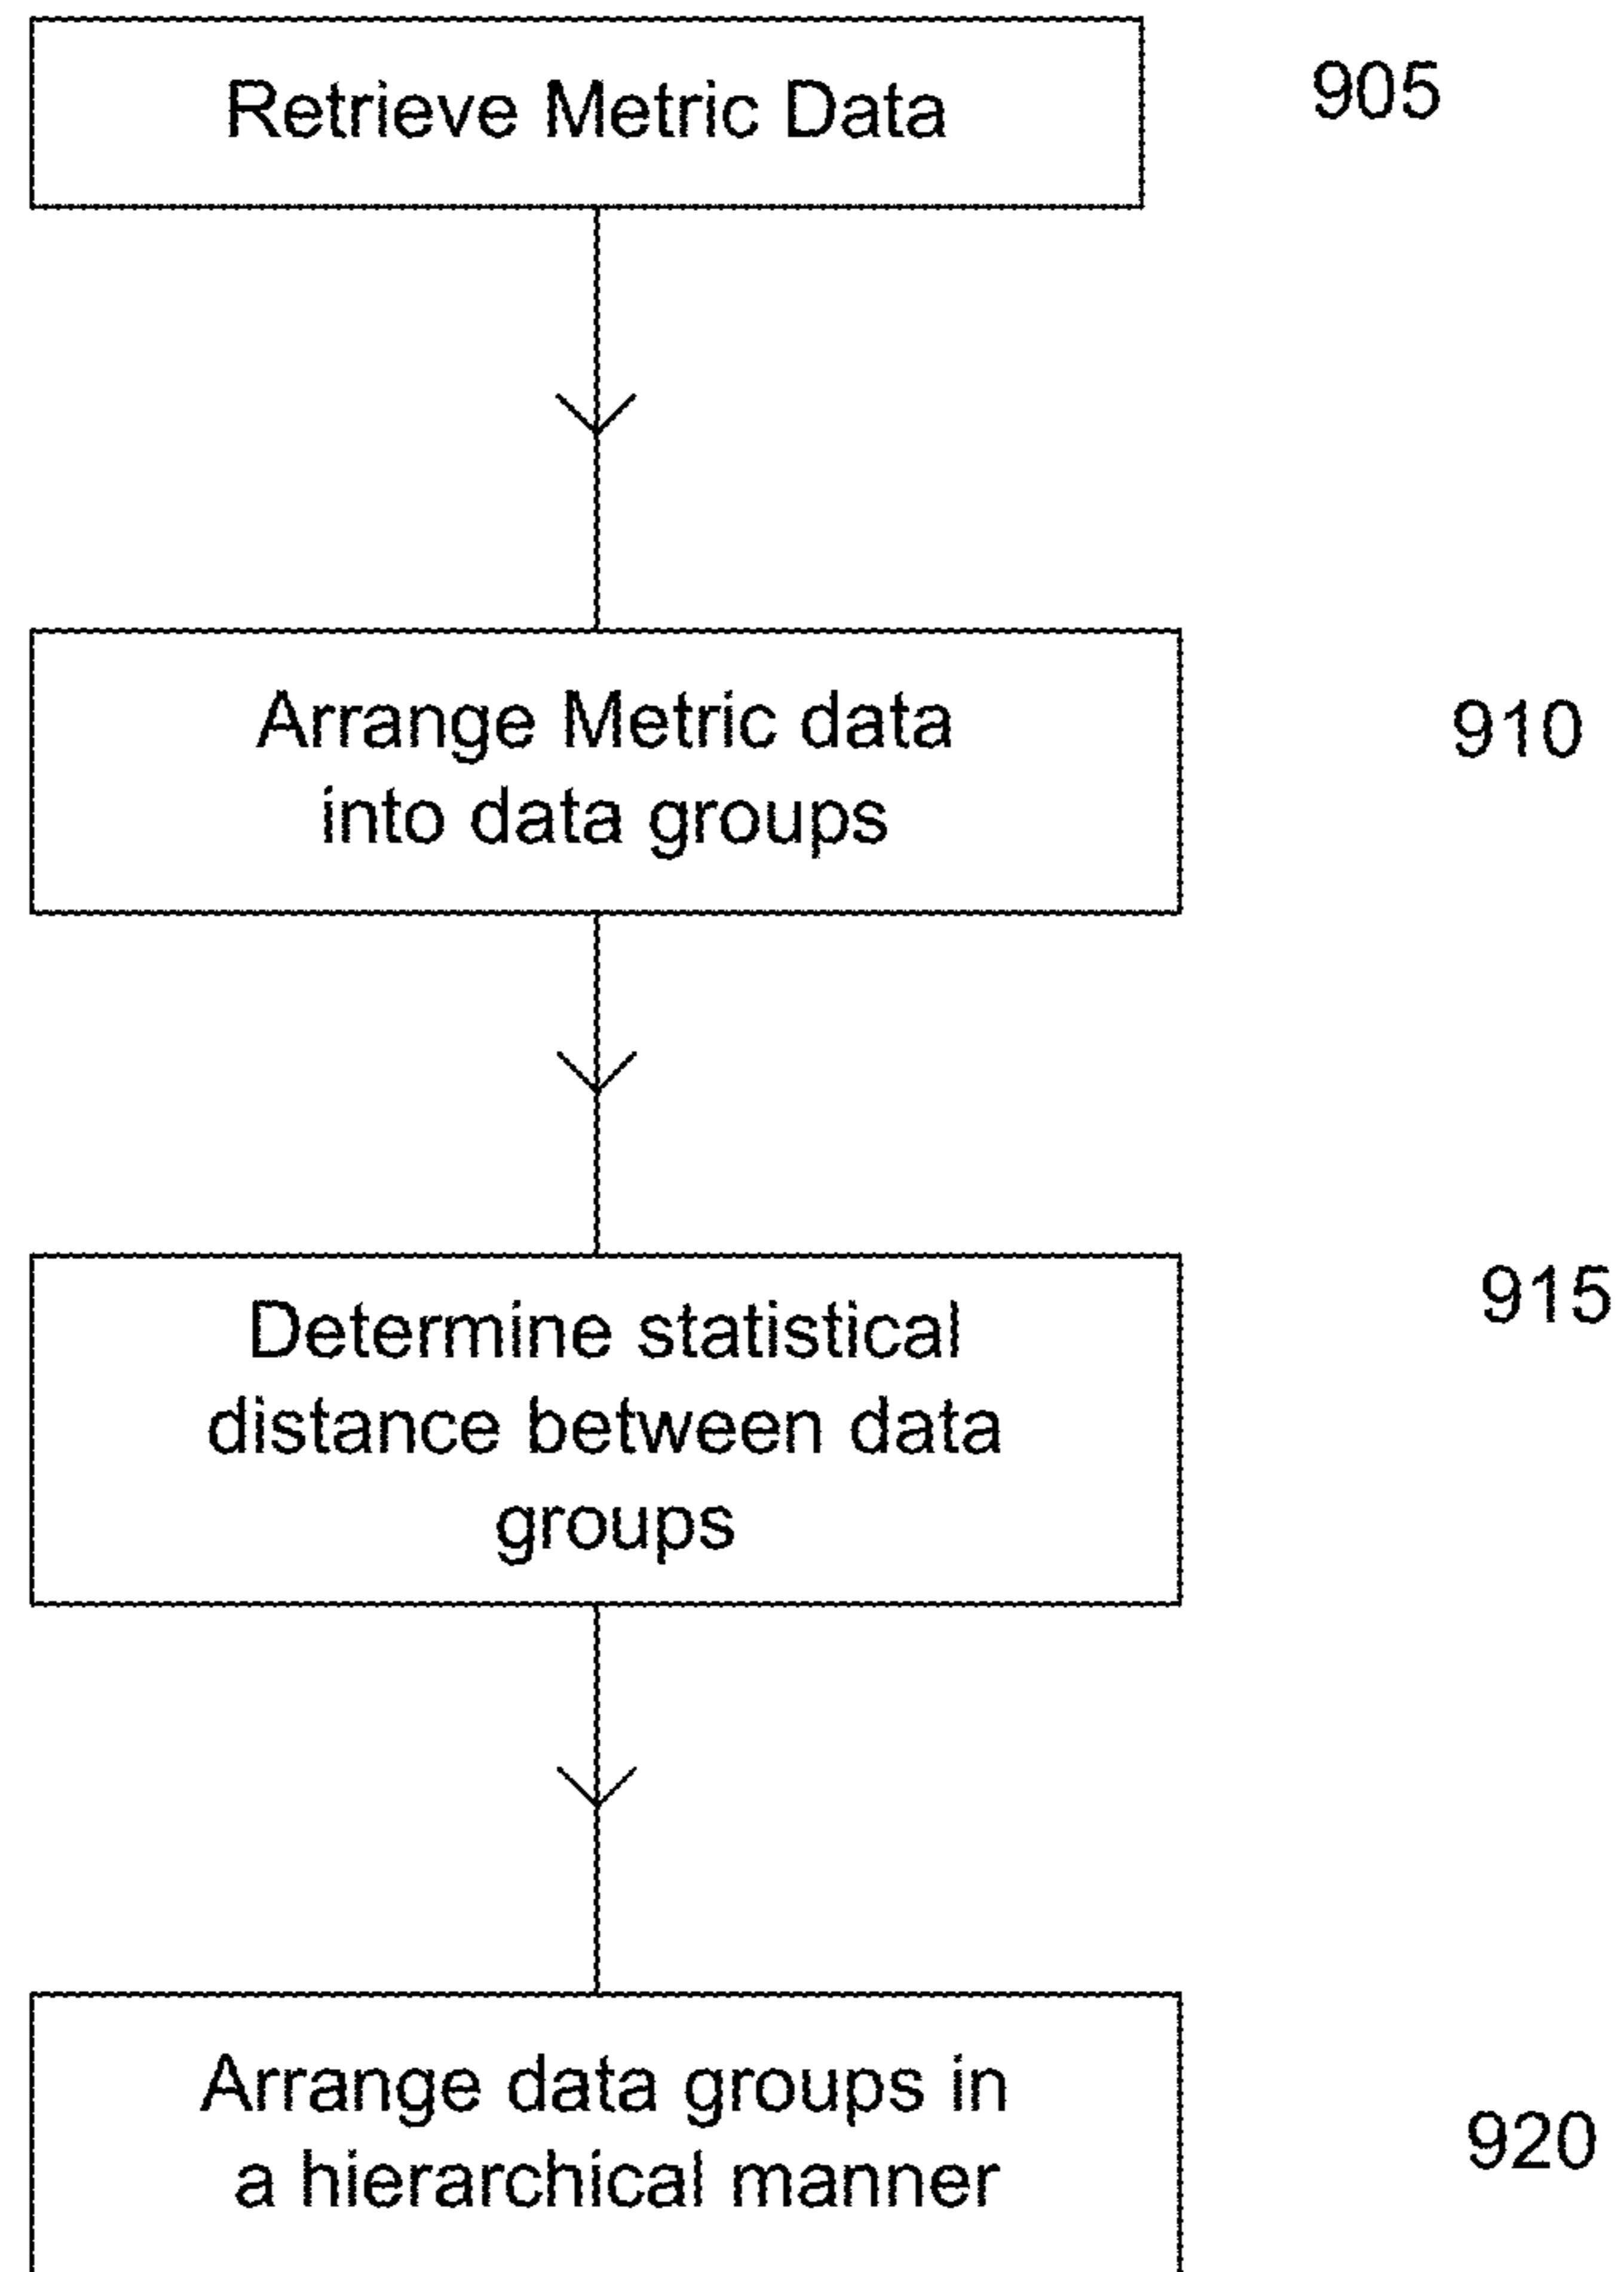 Retrieve Metric Data
905
Arrange Metric data
into data groups
910
Determine statistical
distance between data
groups
915
Arrange data groups in
a hierarchical manner
920